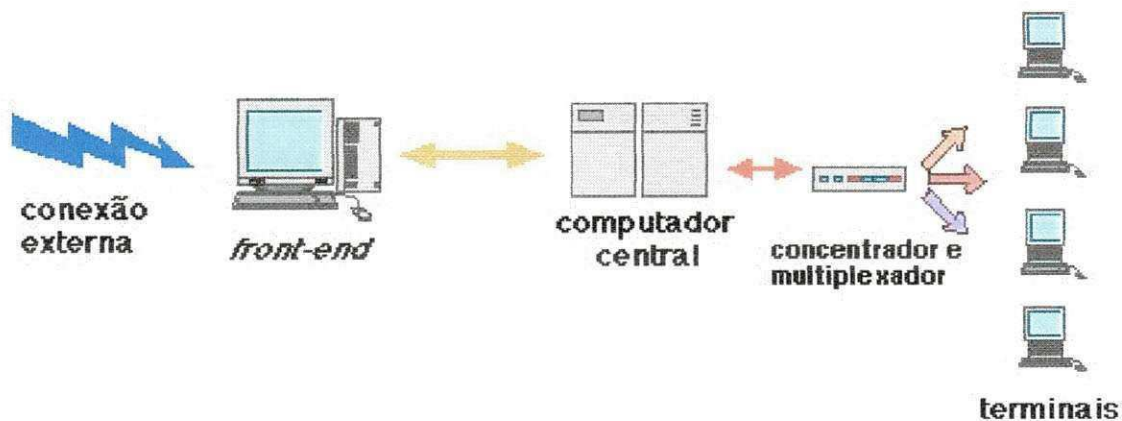 conexão
externa
front-end
computador
central
concentrador e
multiplexador
terminais